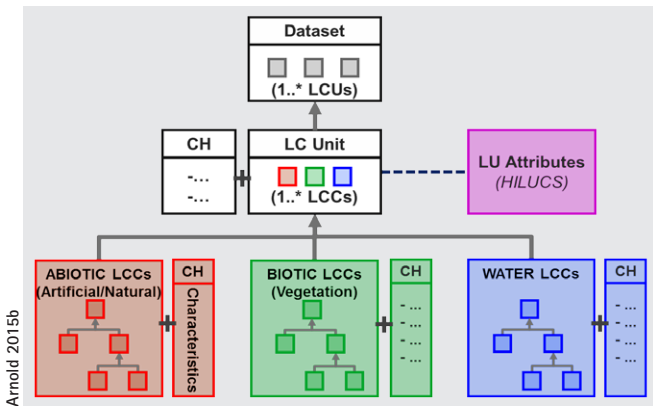 Dataset
(1..* LCUs)
CH
-...
-...
+
LC Unit
(1..* LCCs)
LU Attributes
(HILUCS)
ABIOTIC LCCs
(Artificial/Natural)
+
CH
Characteristics
BIOTIC LCCs
(Vegetation)
+
CH
- ...
- ...
- ...
- ...
WATER LCCs
+
CH
- ...
- ...
- ...
- ...
Arnold 2015b